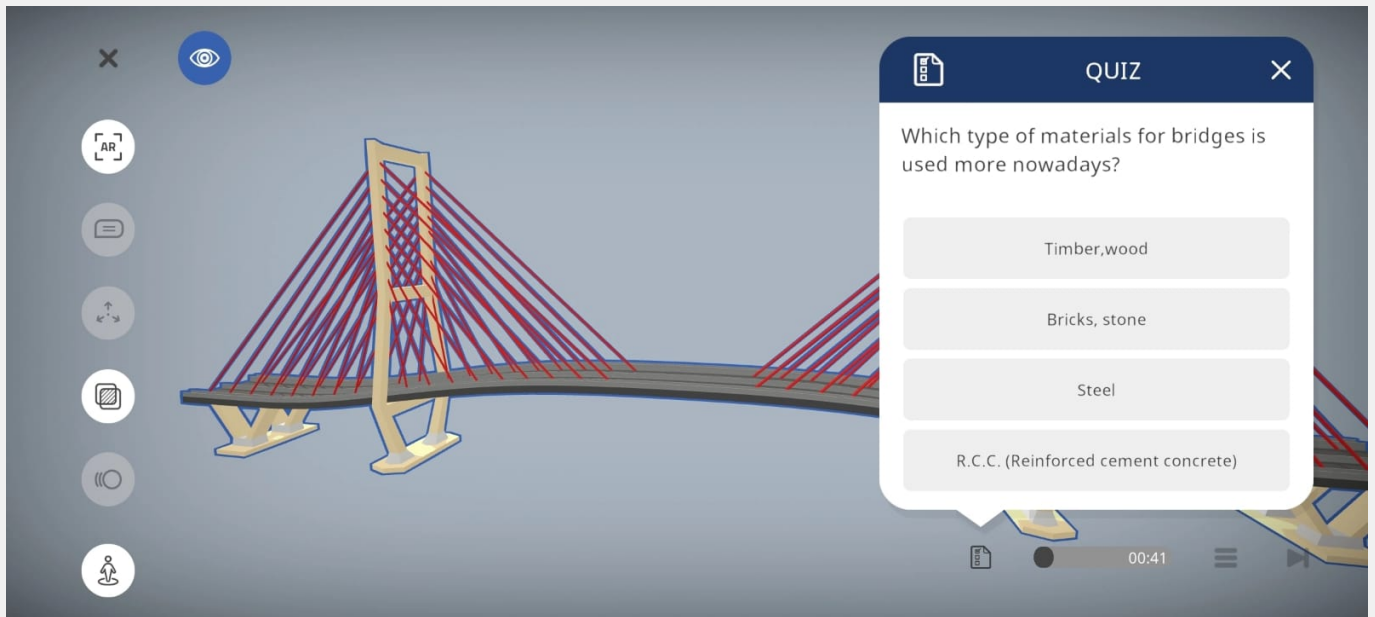 AR
QUIZ
Which type of materials for bridges is
used more nowadays?
Timber,wood
Bricks, stone
Steel
R.C.C. (Reinforced cement concrete)
00:41